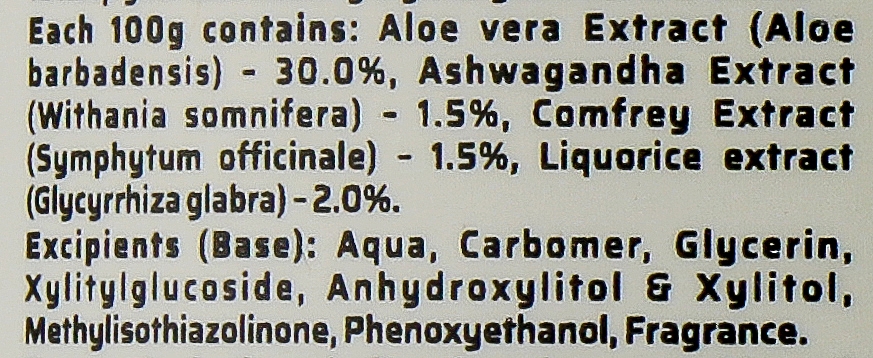 Each 100g contains: Aloe vera Extract (Aloe
barbadensis) - 30.0%, Ashwagandha Extract
(Withania somnifera) - 1.5%, Comfrey Extract
(Symphytum officinale) - 1.5%, Liquorice extract
(Glycyrrhiza glabra) - 2.0%.
Excipients (Base): Aqua, Carbomer, Glycerin,
Xylitylglucoside, Anhydroxylitol & Xylitol,
Methylisothiazolinone, Phenoxyethanol, Fragrance.